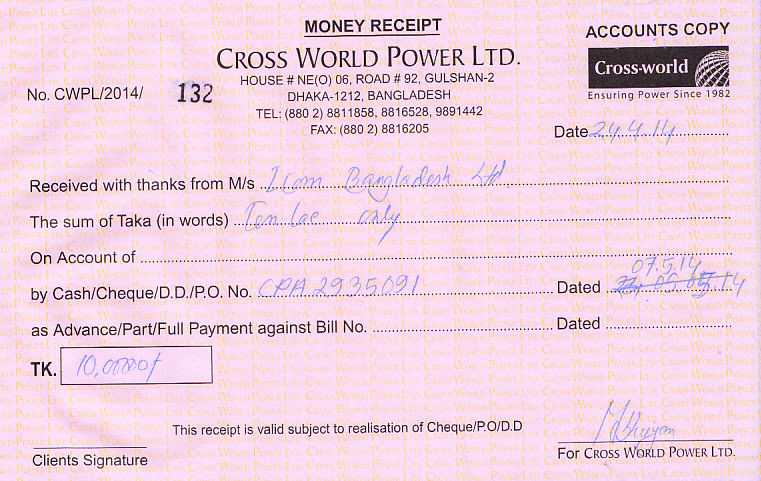 MONEY RECEIPT
ACCOUNTS COPY
CROSS WORLD POWER LTD.
Cross-world
Ensuring Power Since 1982
HOUSE # NE(O) 06, ROAD # 92, GULSHAN-2
DHAKA-1212, BANGLADESH
TEL: (880 2) 8811858, 8816528, 9891442
FAX: (880 2) 8816205
No. CWPL/2014/ 132
Date 24.4.14
Received with thanks from M/s Icom Bangladesh Ltd.
The sum of Taka (in words) Ten Lac only
On Account of
07.5.14
by Cash/Cheque/D.D./P.O. No. CPA 2935091 Dated
as Advance/Part/Full Payment against Bill No. Dated
TK.
This receipt is valid subject to realisation of Cheque/P.O/D.D
Clients Signature
For CROSS WORLD POWER LTD.